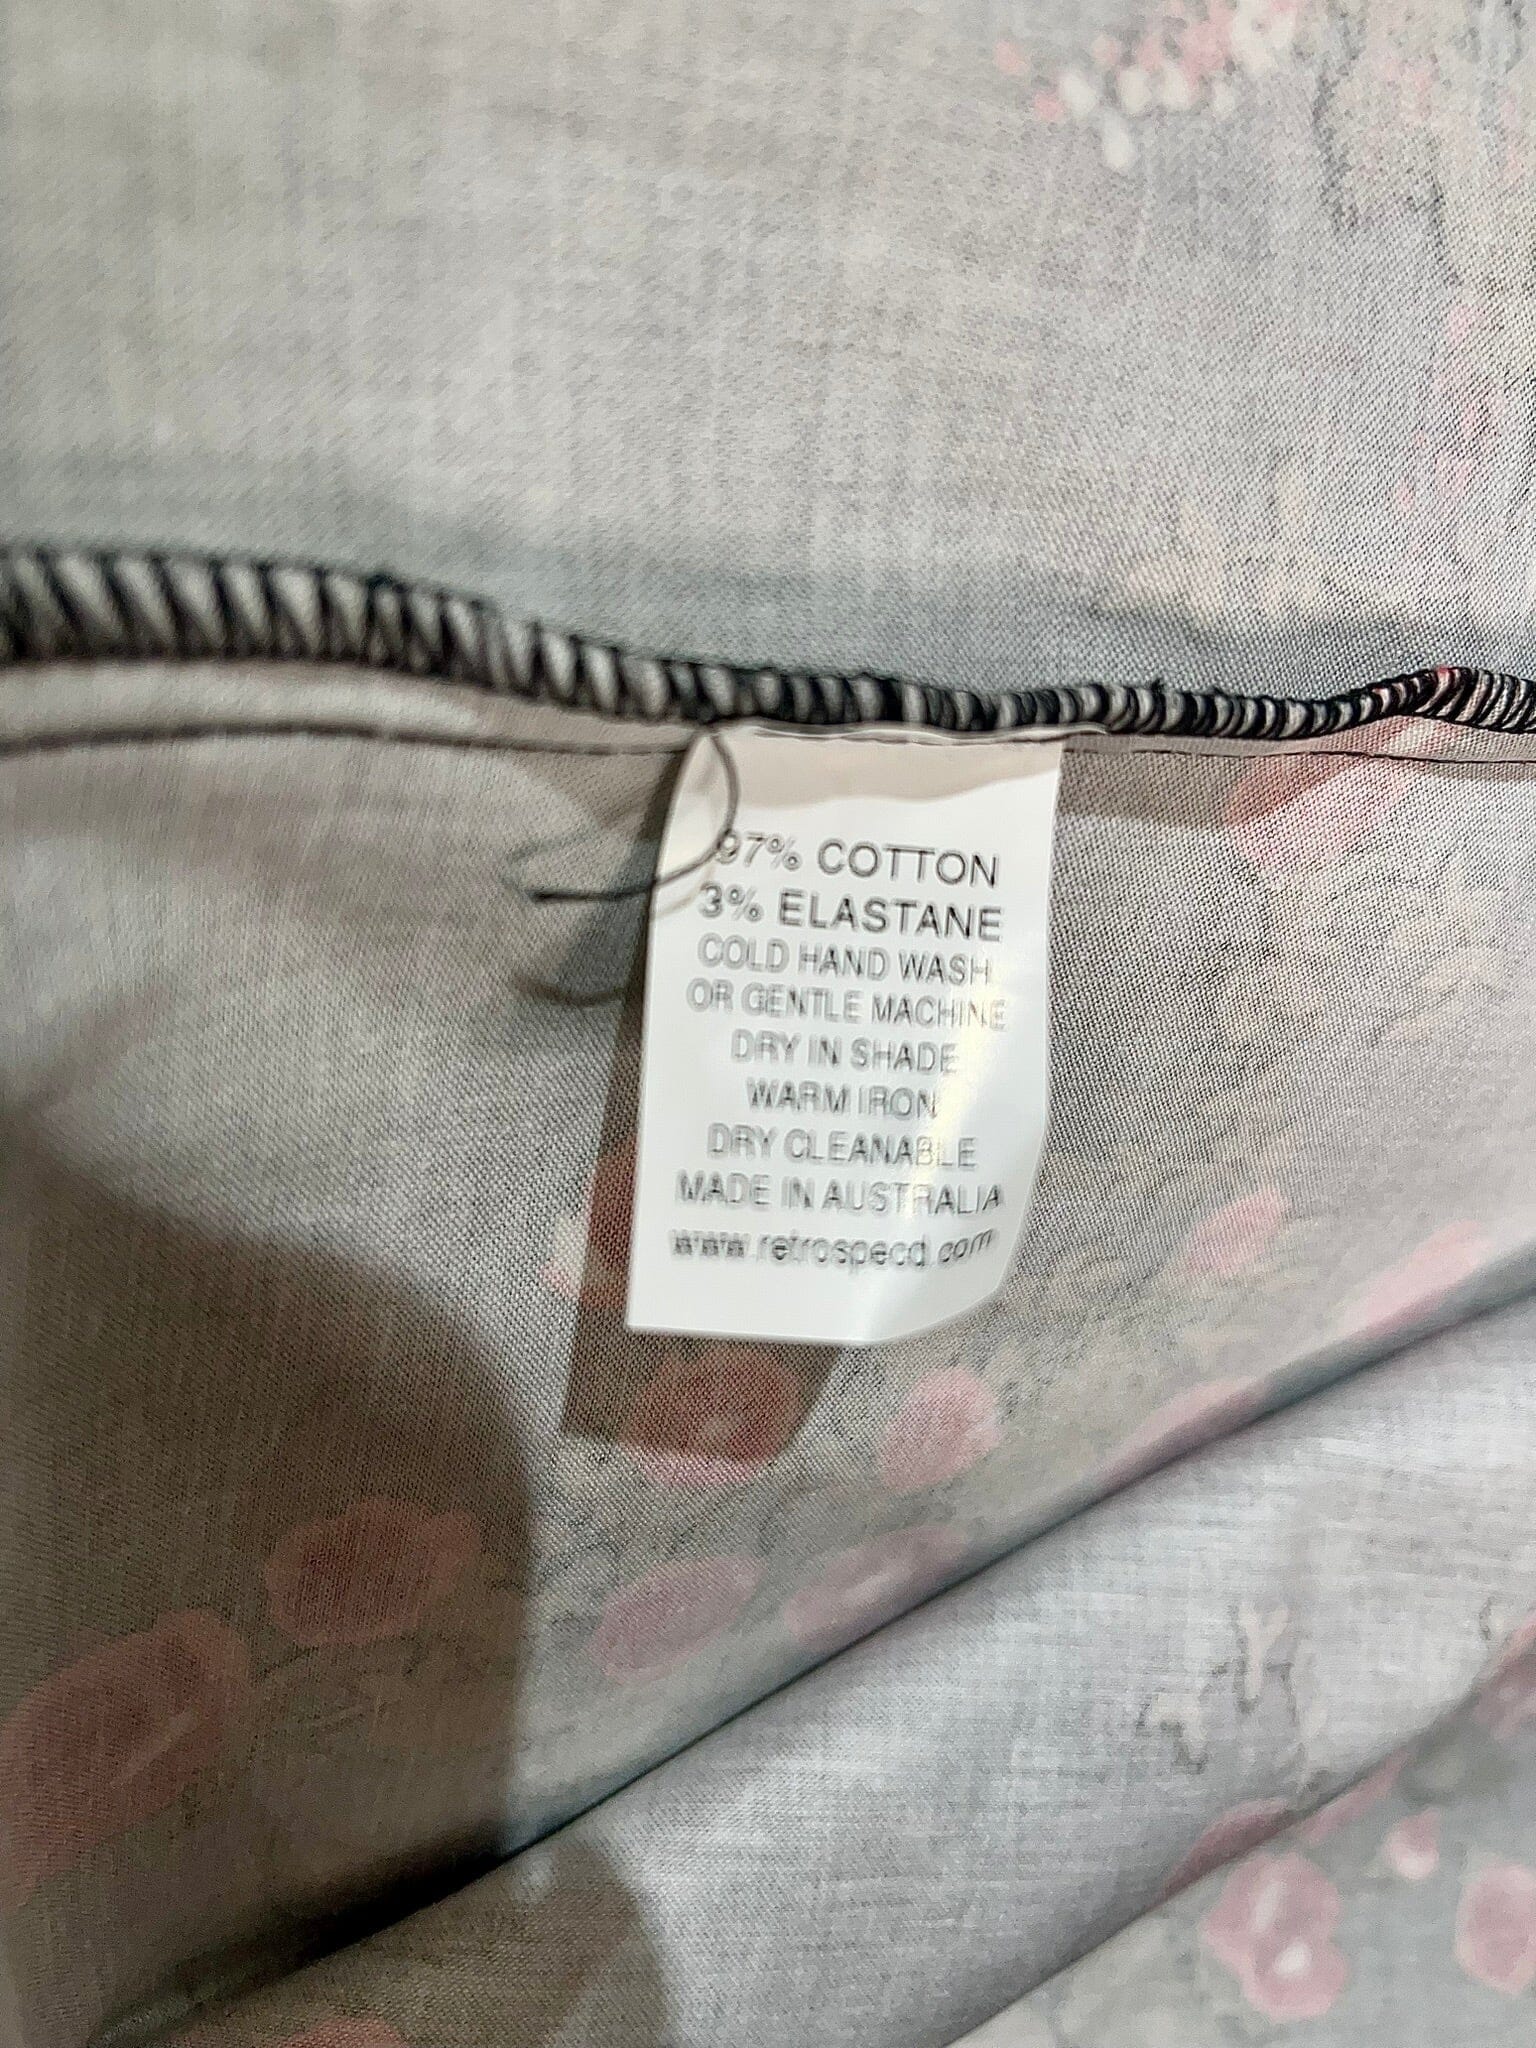 97% COTTON
3% ELASTANE
COLD HAND WASH
OR GENTLE MACHINE
DRY IN SHADE
WARM IRON
DRY CLEANABLE
MADE IN AUSTRALIA
www.retrospecd.com